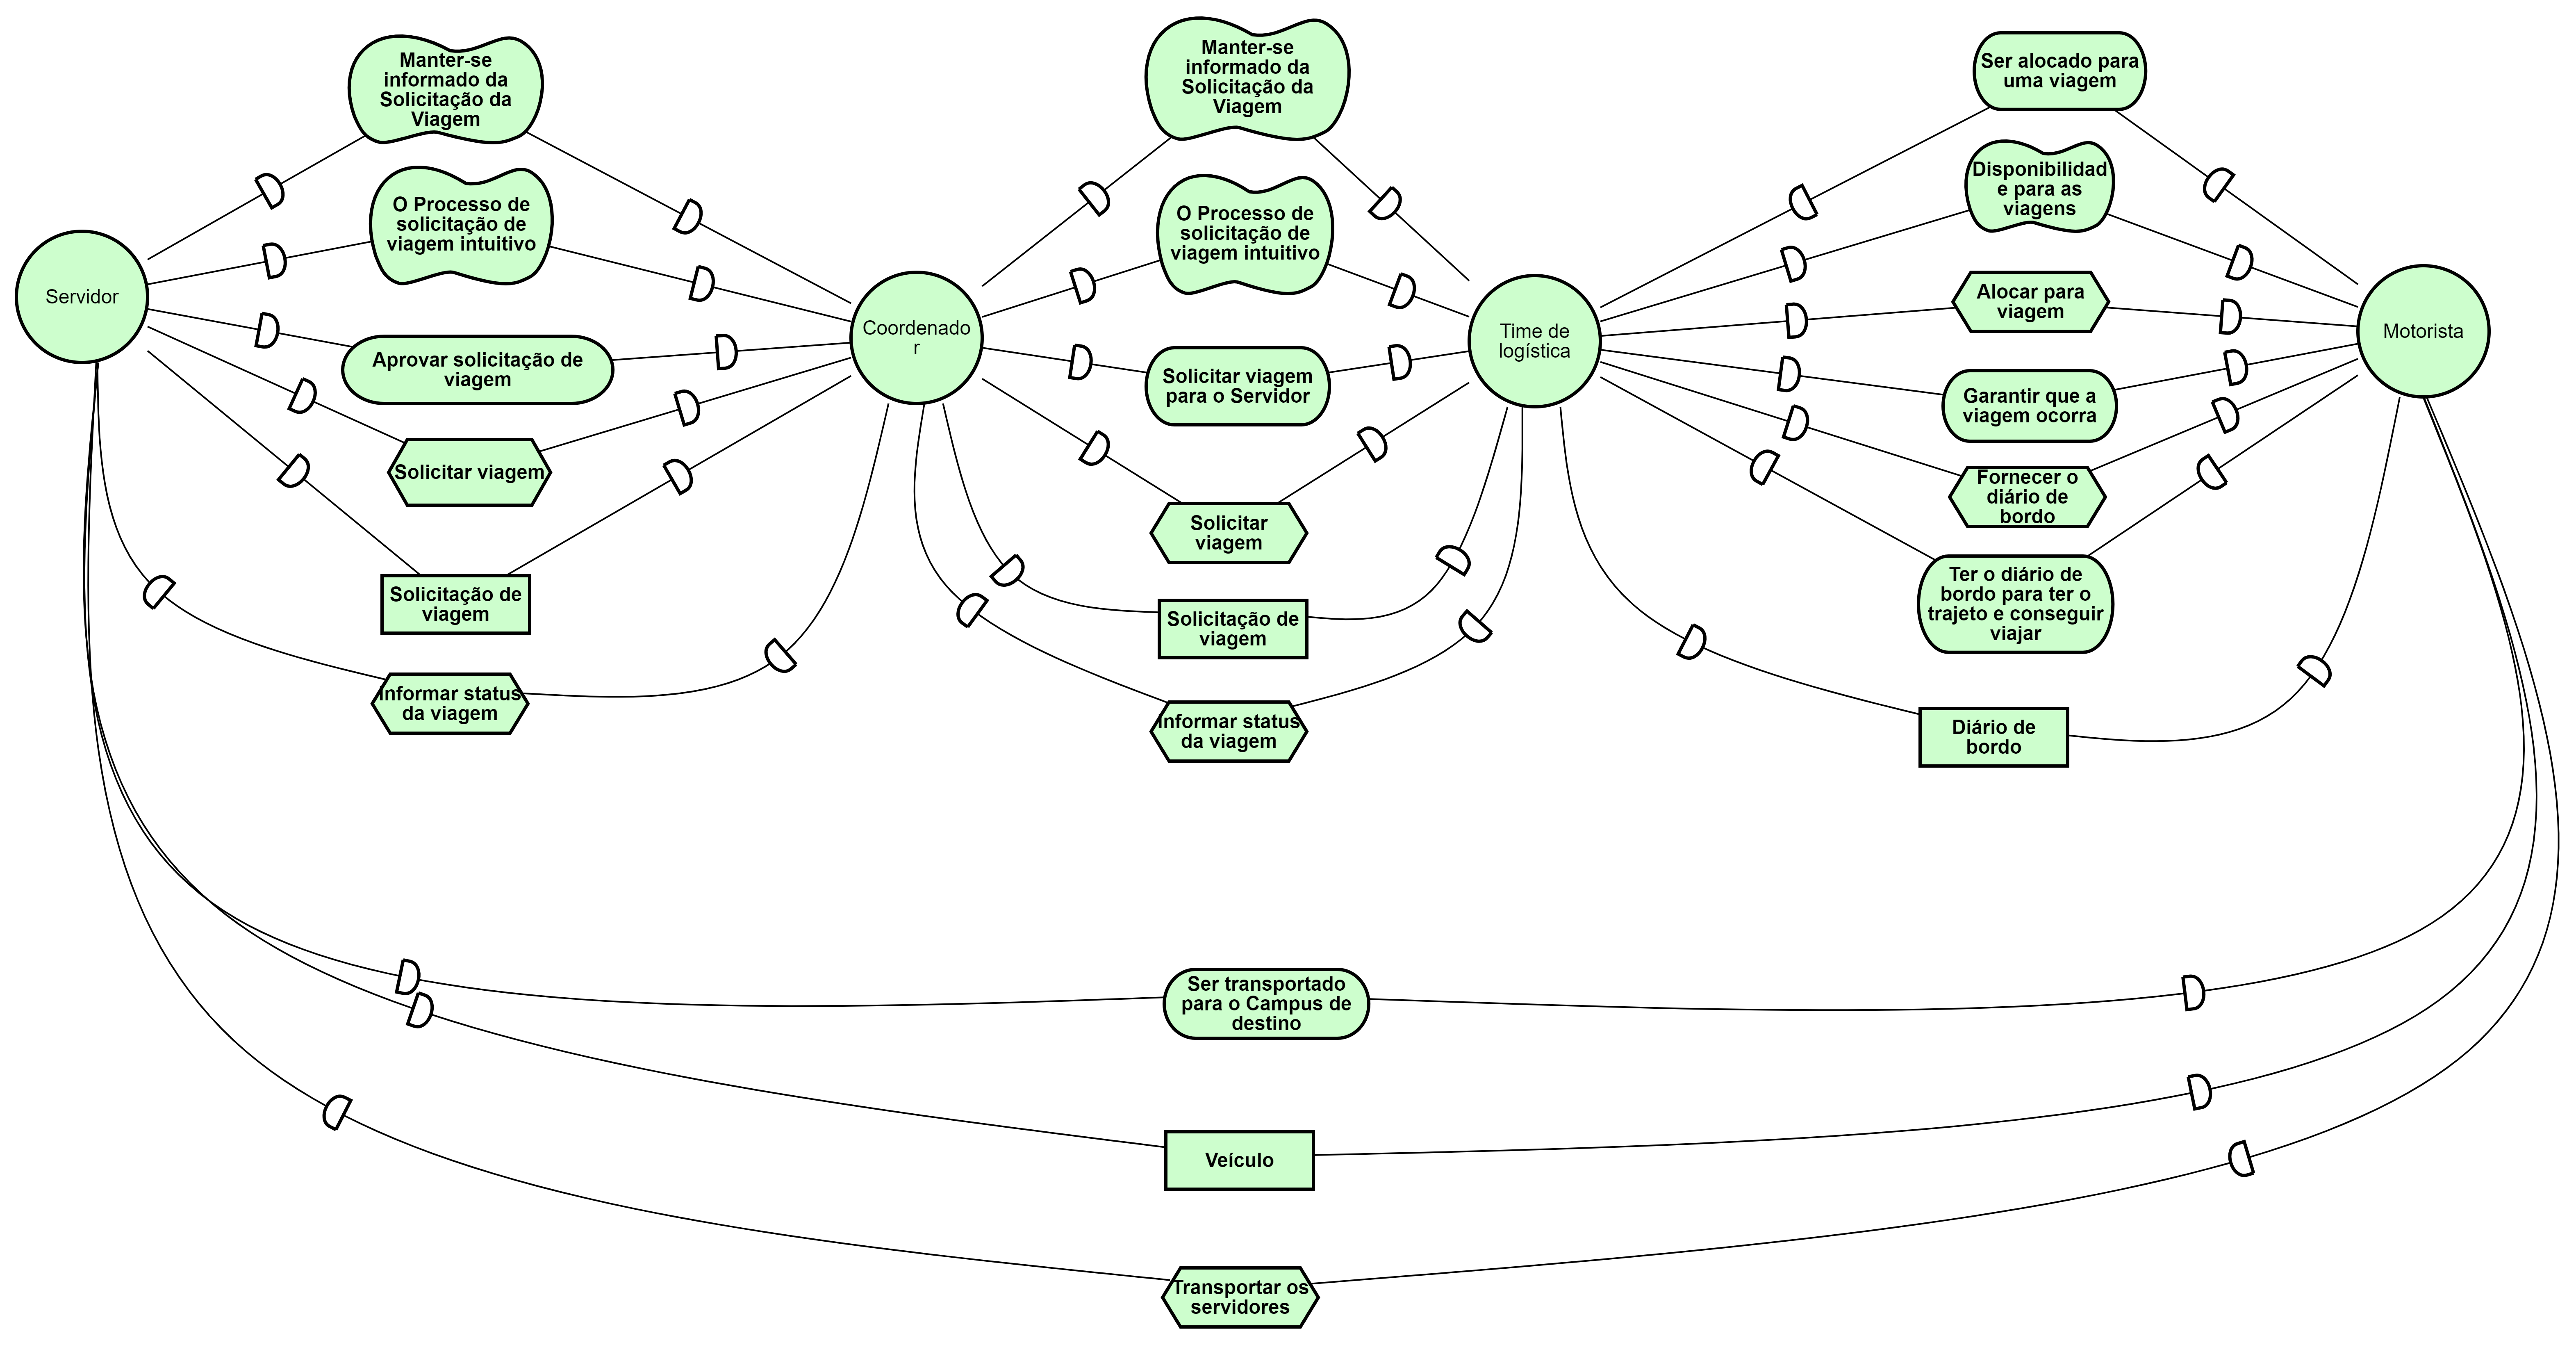 Servidor
Manter-se
informado da
Solicitação da
Viagem
O Processo de
solicitação de
viagem intuitivo
Aprovar solicitação de
viagem
Solicitar viagem
Solicitação de
viagem
Informar status
da viagem
Coordenado
r
Manter-se
informado da
Solicitação da
Viagem
O Processo de
solicitação de
viagem intuitivo
Solicitar viagem
para o Servidor
Solicitar
viagem
Solicitação de
viagem
Informar status
da viagem
Time de
logística
Ser alocado para
uma viagem
Disponibilidad
e para as
viagens
Alocar para
viagem
Garantir que a
viagem ocorra
Fornecer o
diário de
bordo
Ter o diário de
bordo para ter o
trajeto e conseguir
viajar
Diário de
bordo
Motorista
Ser transportado
para o Campus de
destino
Veículo
Transportar os
servidores